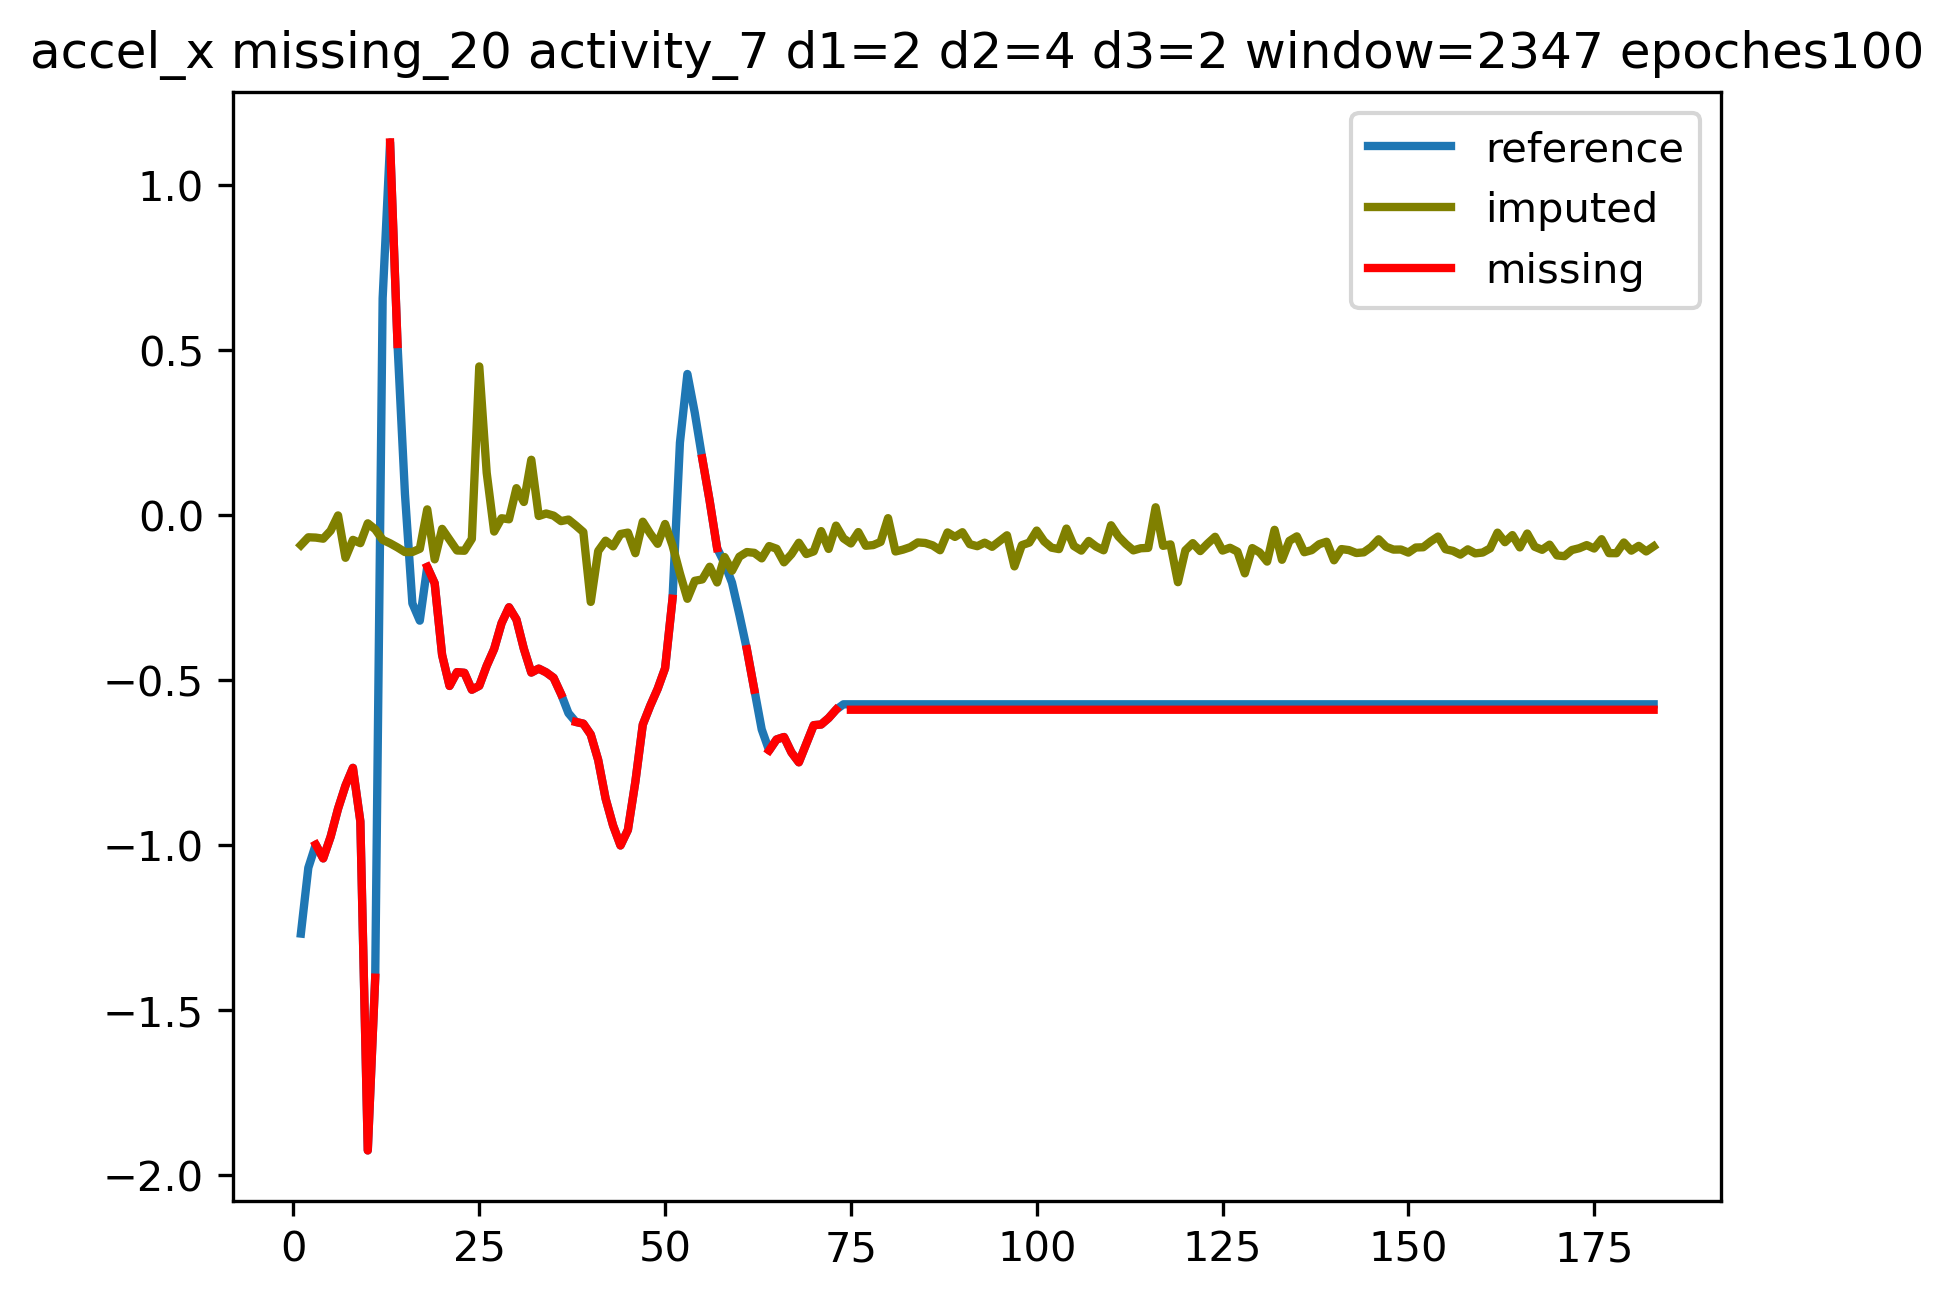 accel_x missing_20 activity_7 d1=2 d2=4 d3=2 window=2347 epoches100
reference
imputed
missing
1.0
0.5
0.0
−0.5
−1.0
−1.5
−2.0
0 25 50 75 100 125 150 175